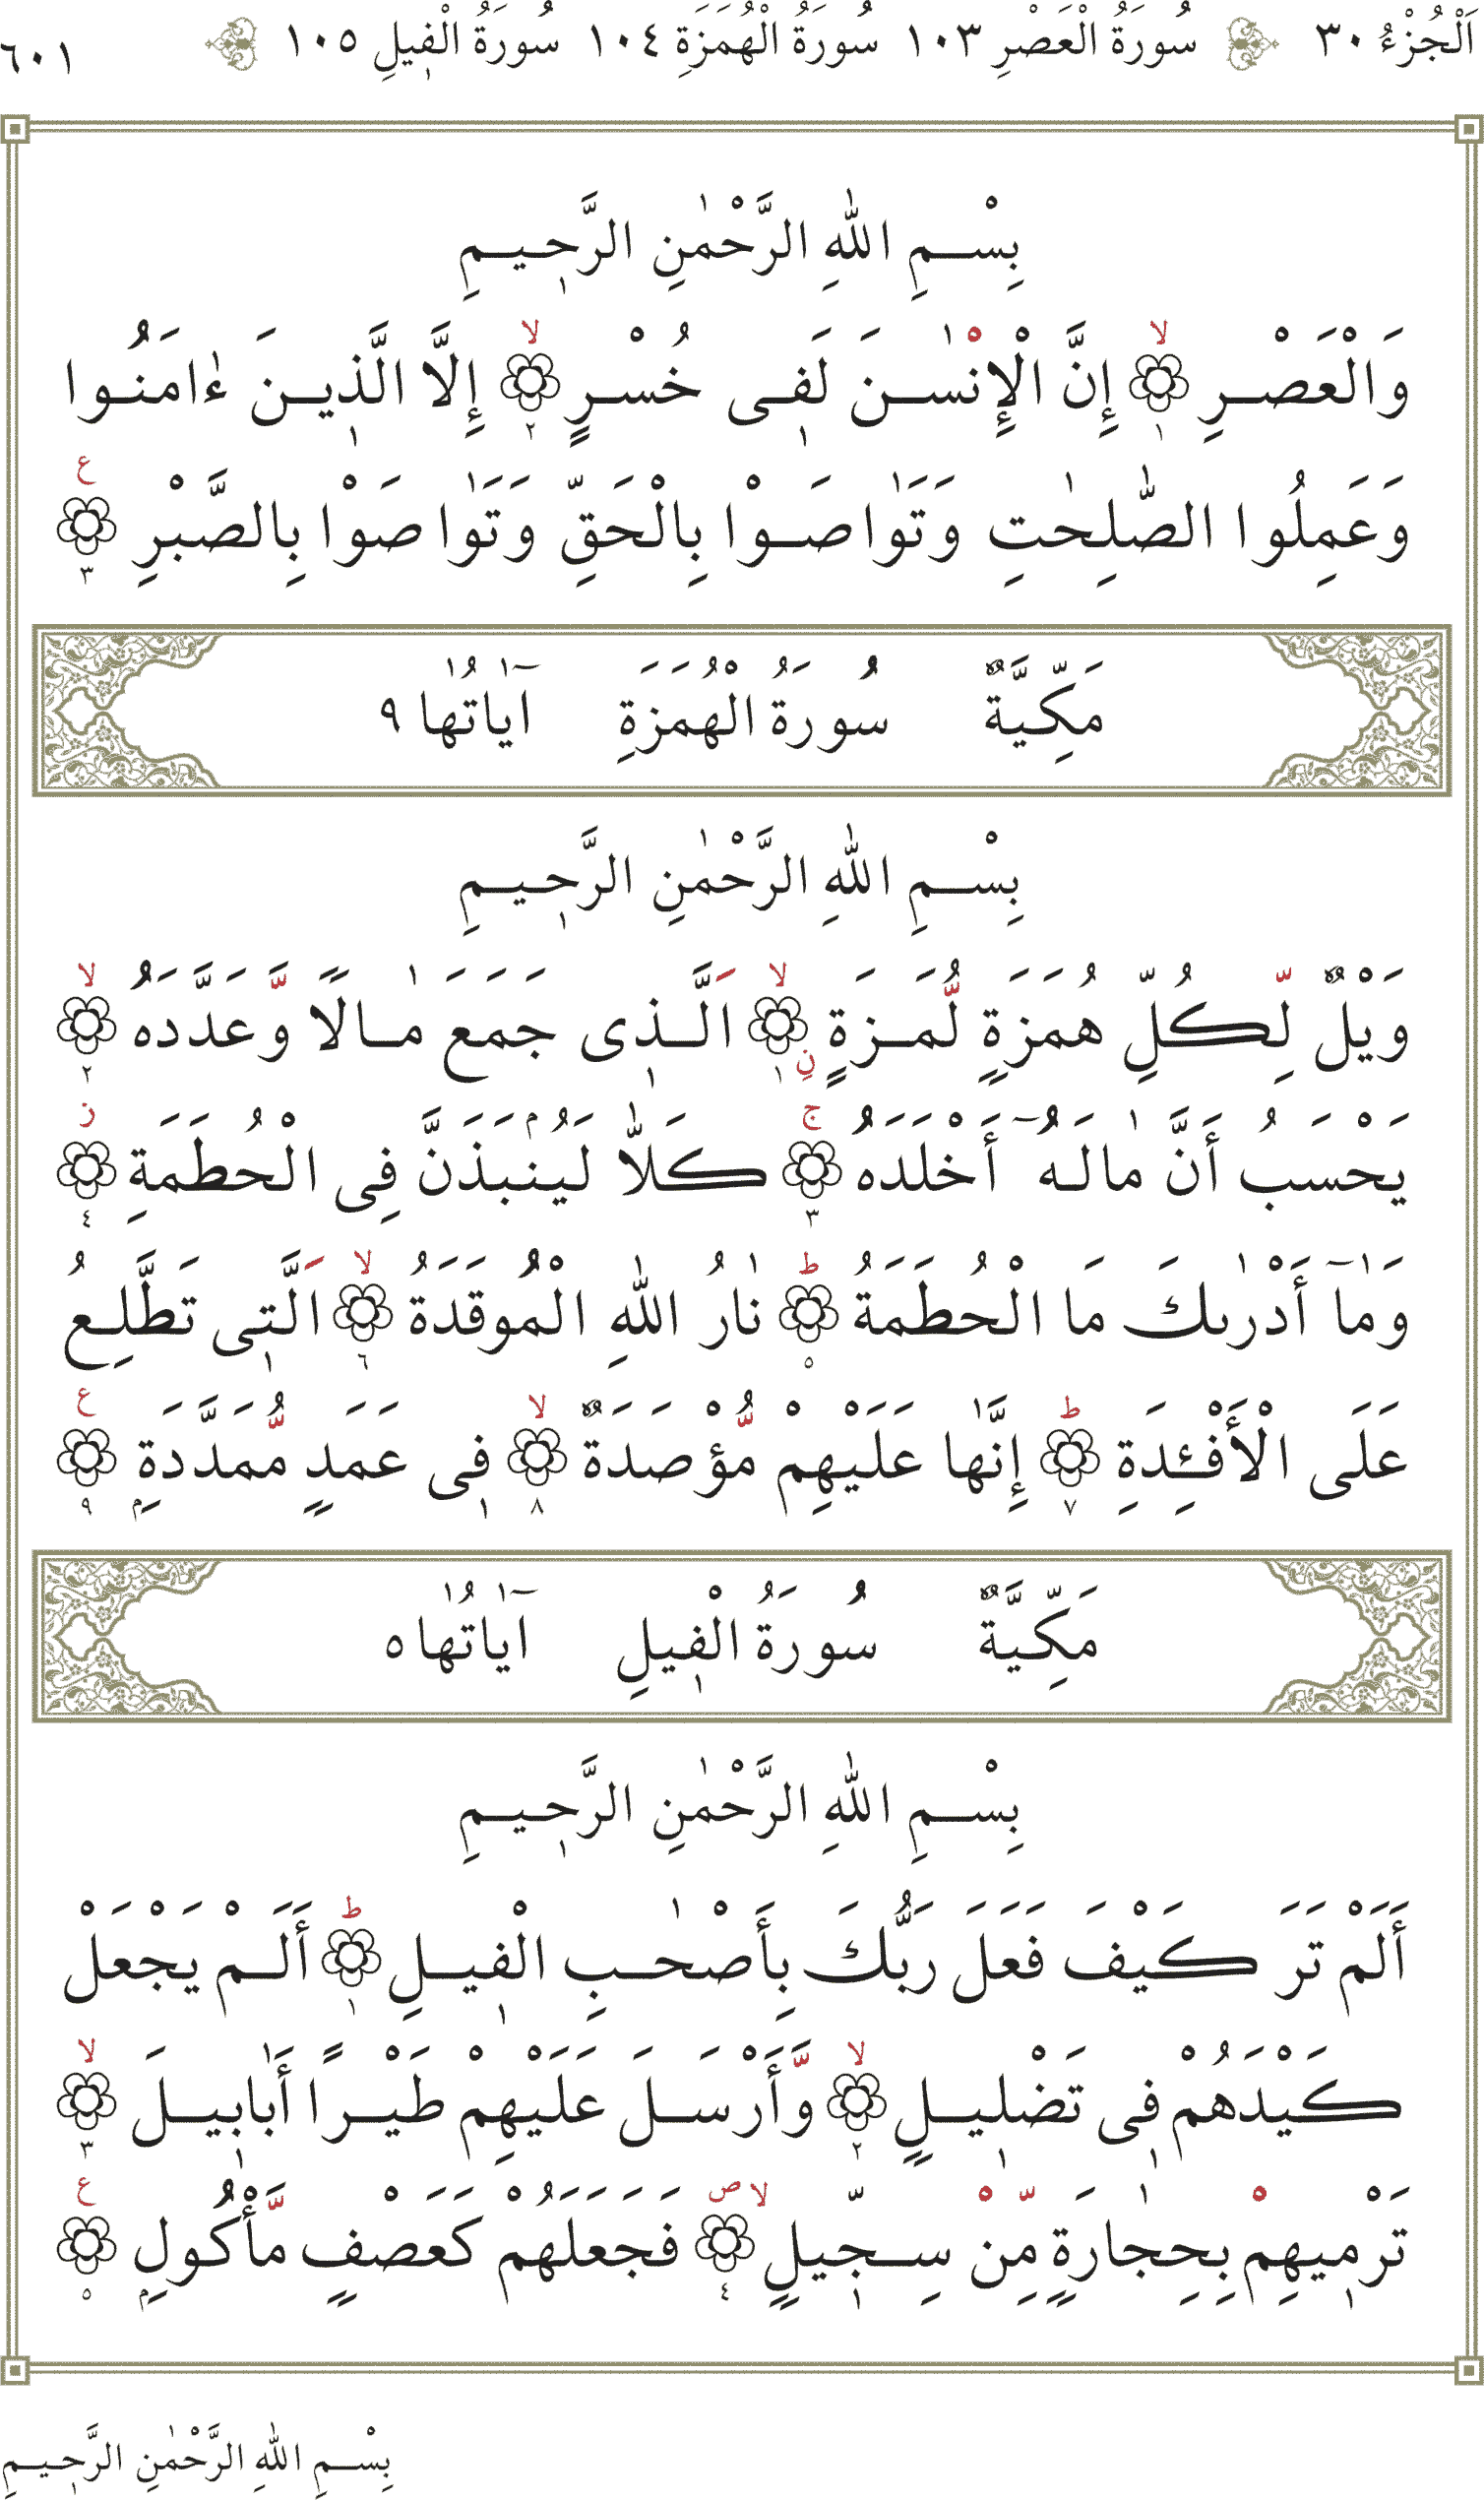 اَلْجُزْءُ ٣٠ سُورَةُ الْعَصْرِ ١٠٣ سُورَةُ الْهُمَزَةِ ١٠٤ سُورَةُ الْفٖيلِ ١٠٥ ٦٠١
بِسْمِ اللّٰهِ الرَّحْمٰنِ الرَّحٖيمِ
وَالْعَصْرِ ١ لا إِنَّ الْإِنْسٰنَ لَفٖى خُسْرٍ ٢ لا إِلَّا الَّذٖينَ ءٰامَنُوا
وَعَمِلُوا الصّٰلِحٰتِ وَتَوٰاصَوْا بِالْحَقِّ وَتَوٰاصَوْا بِالصَّبْرِ ٣ ع
مَكِّيَّةٌ سُورَةُ الْهُمَزَةِ آيٰاتُهٰا ٩
بِسْمِ اللّٰهِ الرَّحْمٰنِ الرَّحٖيمِ
وَيْلٌ لِّكُلِّ هُمَزَةٍ لُّمَزَةٍ نِ ١ لا اَلَّذٖى جَمَعَ مٰالًا وَّعَدَّدَهُ ٢ لا
يَحْسَبُ أَنَّ مٰالَهُٓ أَخْلَدَهُ ٣ ج كَلّٰا لَيُنۢبَذَنَّ فِى الْحُطَمَةِ ٤ ز
وَمٰٓا أَدْرٰىكَ مَا الْحُطَمَةُ ٥ ط نٰارُ اللّٰهِ الْمُوقَدَةُ ٦ لا اَلَّتٖى تَطَّلِعُ
عَلَى الْأَفْئِدَةِ ٧ ط إِنَّهٰا عَلَيْهِمْ مُّؤْصَدَةٌ ٨ لا فٖى عَمَدٍ مُّمَدَّدَةٍ ٩ ع
مَكِّيَّةٌ سُورَةُ الْفٖيلِ آيٰاتُهٰا ٥
بِسْمِ اللّٰهِ الرَّحْمٰنِ الرَّحٖيمِ
أَلَمْ تَرَ كَيْفَ فَعَلَ رَبُّكَ بِأَصْحٰبِ الْفٖيلِ ١ ط أَلَمْ يَجْعَلْ
كَيْدَهُمْ فٖى تَضْلٖيلٍ ٢ لا وَّأَرْسَلَ عَلَيْهِمْ طَيْرًا أَبٰابٖيلَ ٣ لا
تَرْمٖيهِمْ بِحِجٰارَةٍ مِّنْ سِجّٖيلٍ ٤ لا ص فَجَعَلَهُمْ كَعَصْفٍ مَّأْكُولٍ ٥ ع
بِسْمِ اللّٰهِ الرَّحْمٰنِ الرَّحٖيمِ